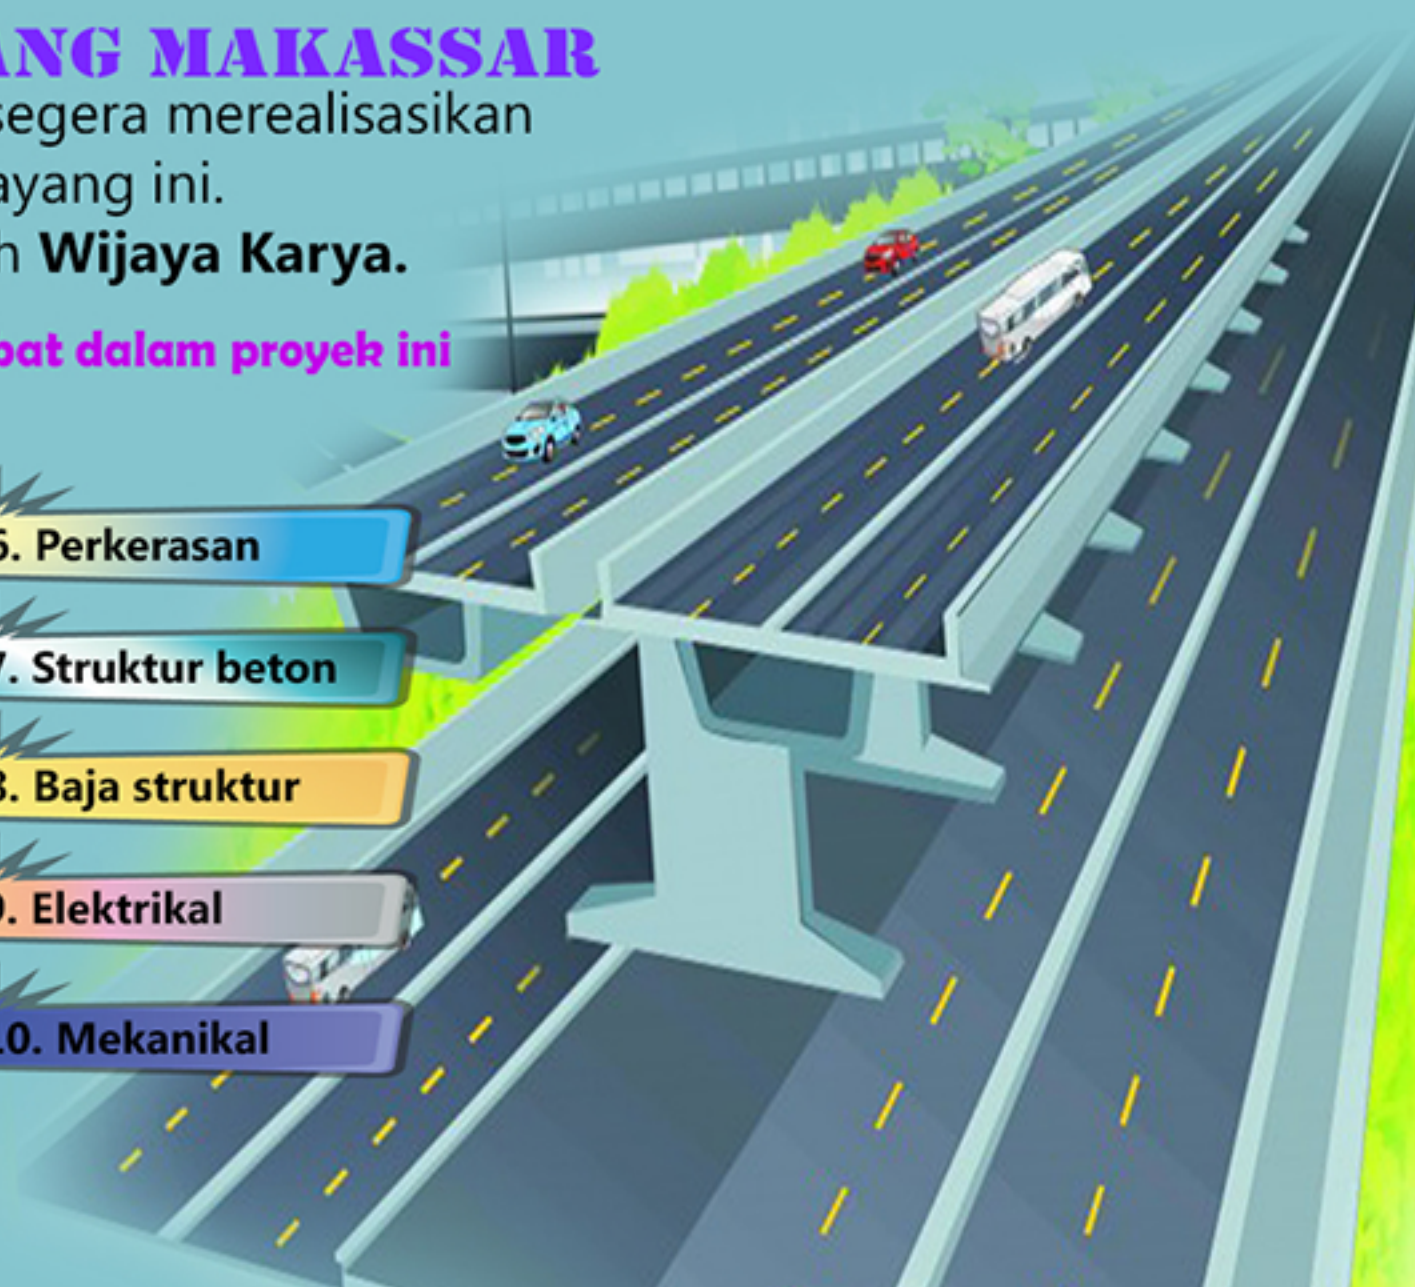 ANG MAKASSAR
segera merealisasikan
ayang ini.
h Wijaya Karya.
pat dalam proyek ini
6. Perkerasan
7. Struktur beton
8. Baja struktur
9. Elektrikal
10. Mekanikal